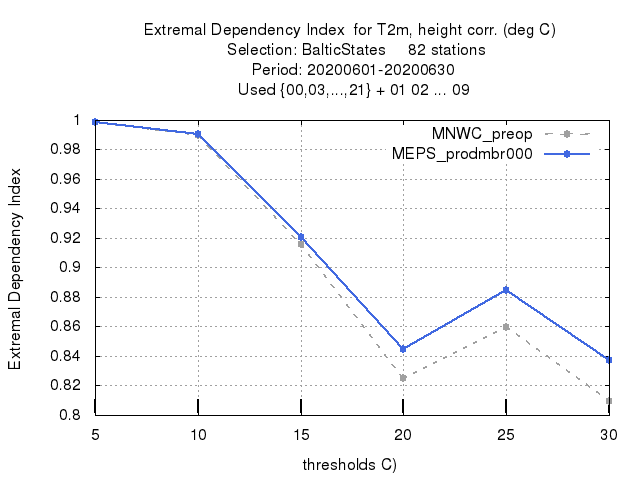 Extremal Dependency Index  for T2m, height corr. (deg C)
Selection: BalticStates     82 stations
Period: 20200601-20200630
Used {00,03,...,21} + 01 02 ... 09
MNWC_preop
MEPS_prodmbr000
Extremal Dependency Index
1
0.98
0.96
0.94
0.92
0.9
0.88
0.86
0.84
0.82
0.8
5 10 15 20 25 30
thresholds C)